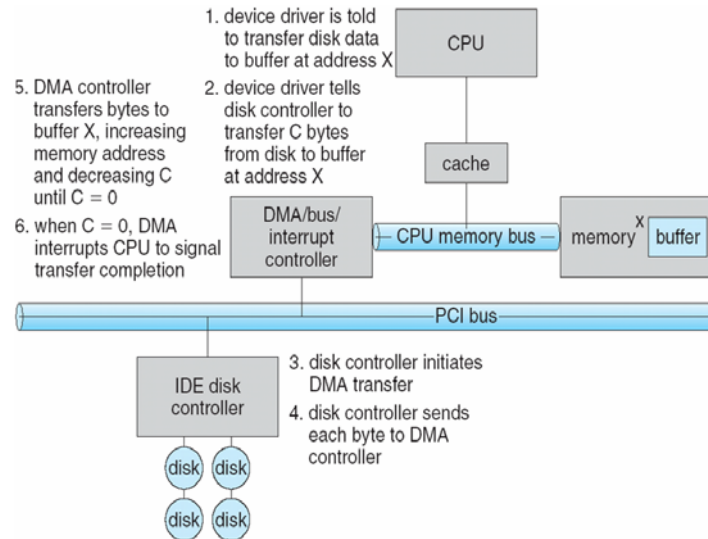 1. device driver is told
to transfer disk data
to buffer at address X
CPU
5. DMA controller
transfers bytes to
buffer X, increasing
memory address
and decreasing C
until C = 0
2. device driver tells
disk controller to
transfer C bytes
from disk to buffer
at address X
cache
6. when C = 0, DMA
interrupts CPU to signal
transfer completion
DMA/bus/
interrupt
controller
CPU memory bus
memory
X
buffer
PCI bus
IDE disk
controller
3. disk controller initiates
DMA transfer
4. disk controller sends
each byte to DMA
controller
disk
disk
disk
disk